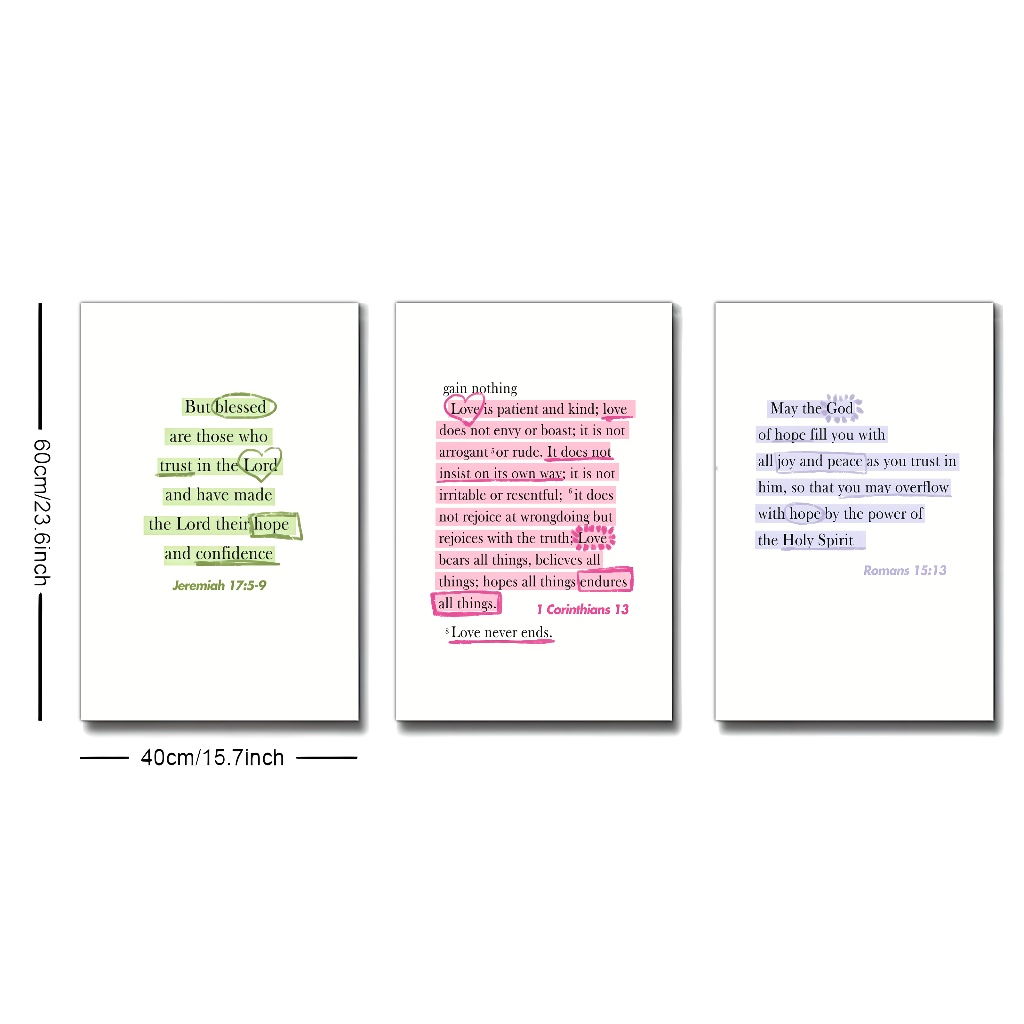 But blessed
are those who
trust in the Lord
and have made
the Lord their hope
and confidence
Jeremiah 17:5-9
gain nothing
Love is patient and kind; love
does not envy or boast; it is not
arrogant ⁵or rude. It does not
insist on its own way; it is not
irritable or resentful; ⁶it does
not rejoice at wrongdoing but
rejoices with the truth; Love
bears all things, believes all
things; hopes all things endures
all things.
1 Corinthians 13
⁸ Love never ends.
May the God
of hope fill you with
all joy and peace as you trust in
him, so that you may overflow
with hope by the power of
the Holy Spirit
Romans 15:13
60cm/23.6inch
40cm/15.7inch